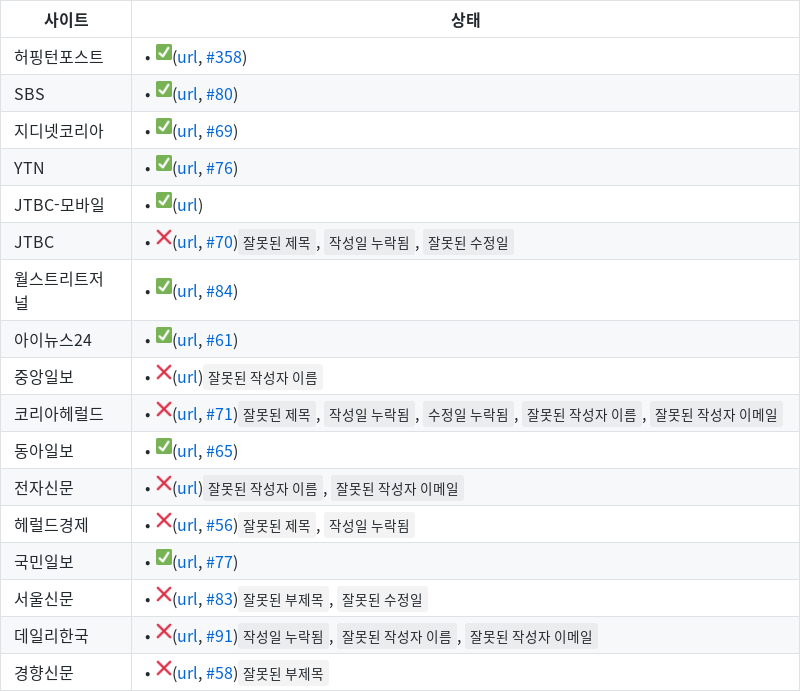 사이트 상태
허핑턴포스트 • ✅(url, #358)
SBS • ✅(url, #80)
지디넷코리아 • ✅(url, #69)
YTN • ✅(url, #76)
JTBC-모바일 • ✅(url)
JTBC • ❌(url, #70) 잘못된 제목 , 작성일 누락됨 , 잘못된 수정일
월스트리트저
널 • ✅(url, #84)
아이뉴스24 • ✅(url, #61)
중앙일보 • ❌(url) 잘못된 작성자 이름
코리아헤럴드 • ❌(url, #71) 잘못된 제목 , 작성일 누락됨 , 수정일 누락됨 , 잘못된 작성자 이름 , 잘못된 작성자 이메일
동아일보 • ✅(url, #65)
전자신문 • ❌(url) 잘못된 작성자 이름 , 잘못된 작성자 이메일
헤럴드경제 • ❌(url, #56) 잘못된 제목 , 작성일 누락됨
국민일보 • ✅(url, #77)
서울신문 • ❌(url, #83) 잘못된 부제목 , 잘못된 수정일
데일리한국 • ❌(url, #91) 작성일 누락됨 , 잘못된 작성자 이름 , 잘못된 작성자 이메일
경향신문 • ❌(url, #58) 잘못된 부제목